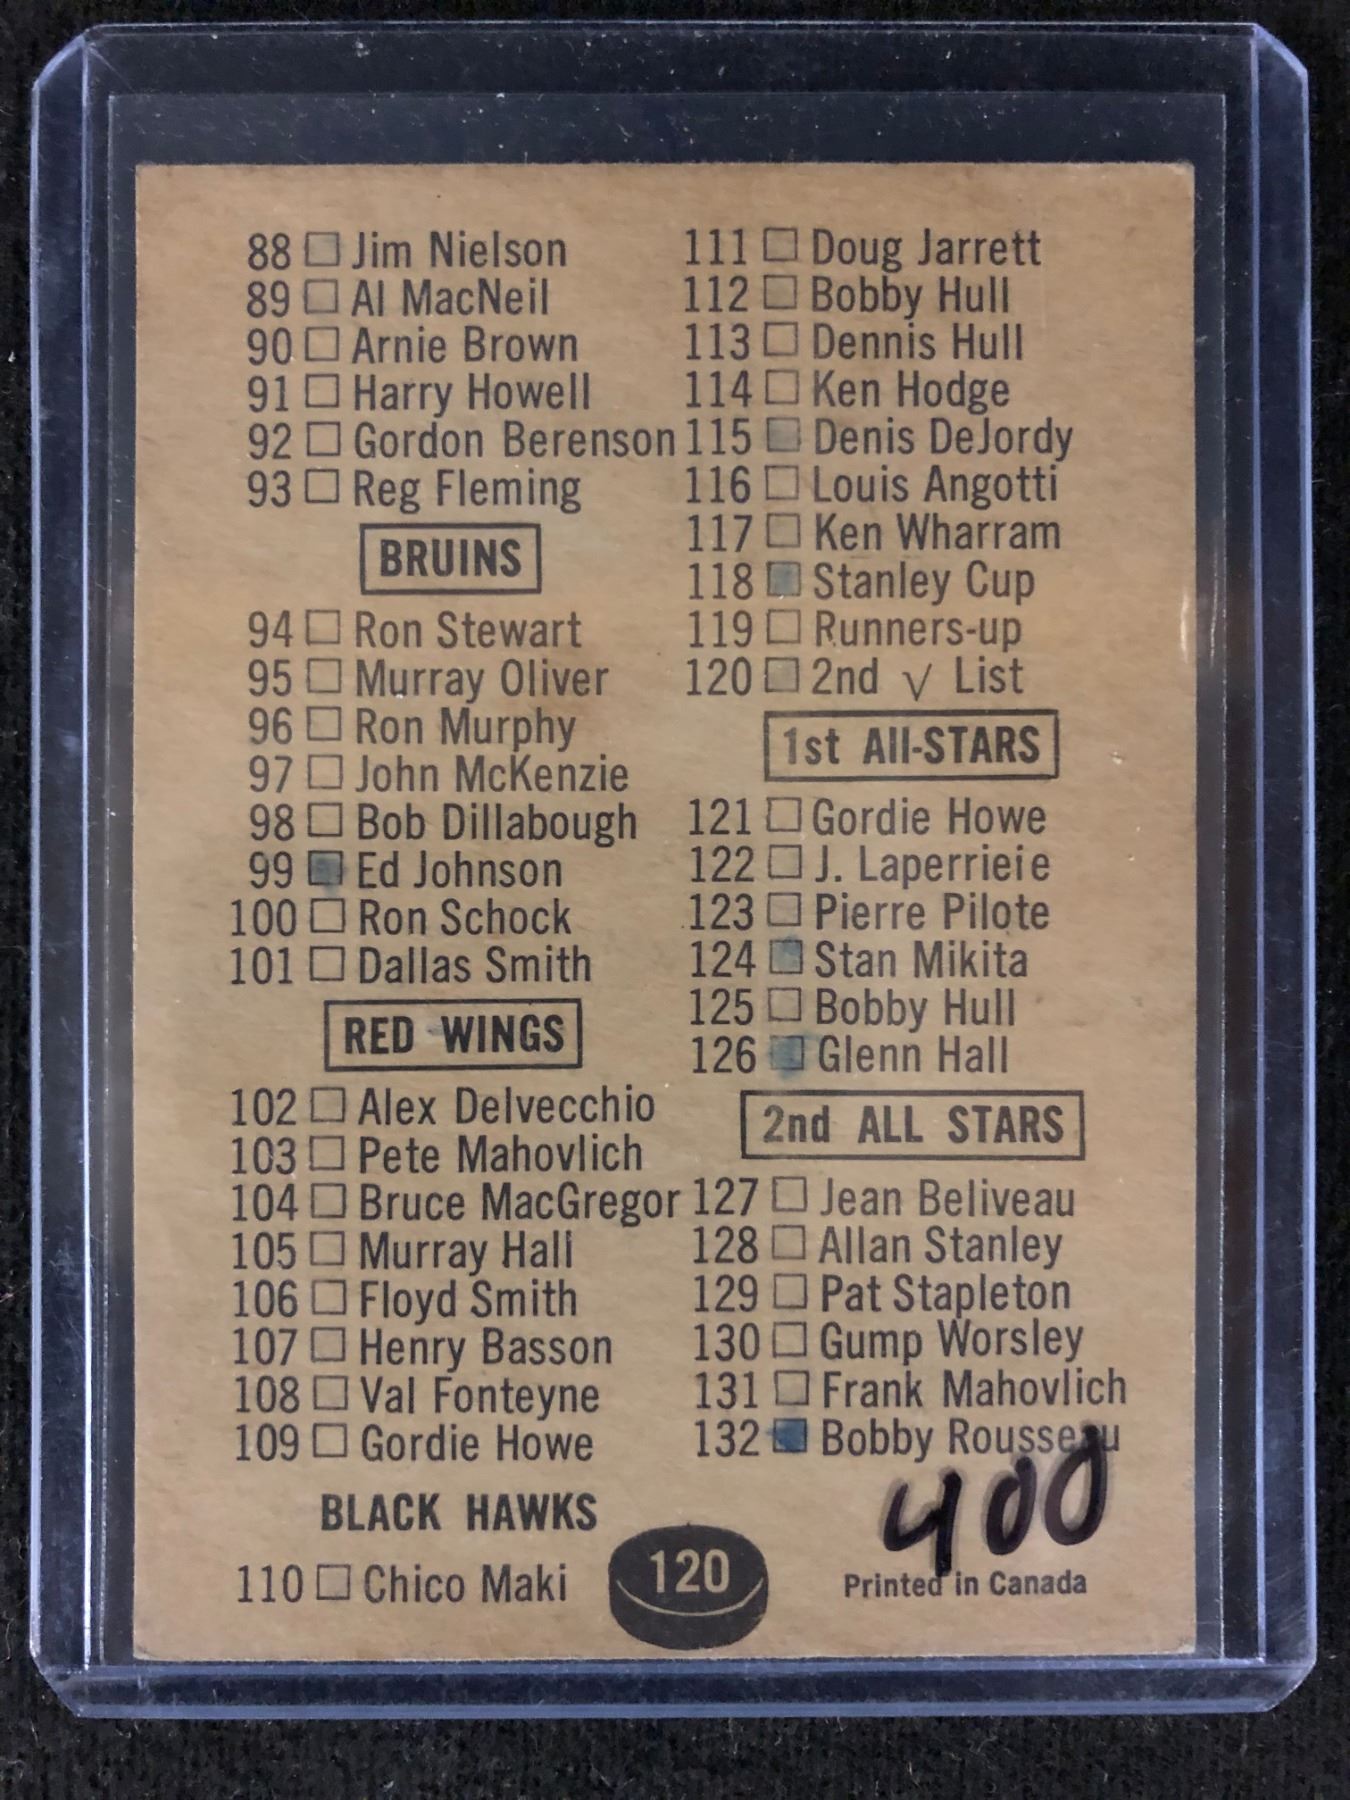 88 Jim Nielson
89 Al MacNeil
90 Arnie Brown
91 Harry Howell
92 Gordon Berenson
93 Reg Fleming
BRUINS
94 Ron Stewart
95 Murray Oliver
96 Ron Murphy
97 John McKenzie
98 Bob Dillabough
99 Ed Johnson
100 Ron Schock
101 Dallas Smith
RED WINGS
102 Alex Delvecchio
103 Pete Mahovlich
104 Bruce MacGregor
105 Murray Hall
106 Floyd Smith
107 Henry Basson
108 Val Fonteyne
109 Gordie Howe
BLACK HAWKS
110 Chico Maki
111 Doug Jarrett
112 Bobby Hull
113 Dennis Hull
114 Ken Hodge
115 Denis DeJordy
116 Louis Angotti
117 Ken Wharram
118 Stanley Cup
119 Runners-up
120 2nd √ List
1st All-STARS
121 Gordie Howe
122 J. Laperrieie
123 Pierre Pilote
124 Stan Mikita
125 Bobby Hull
126 Glenn Hall
2nd ALL STARS
127 Jean Beliveau
128 Allan Stanley
129 Pat Stapleton
130 Gump Worsley
131 Frank Mahovlich
132 Bobby Rousseau
400
120
Printed in Canada